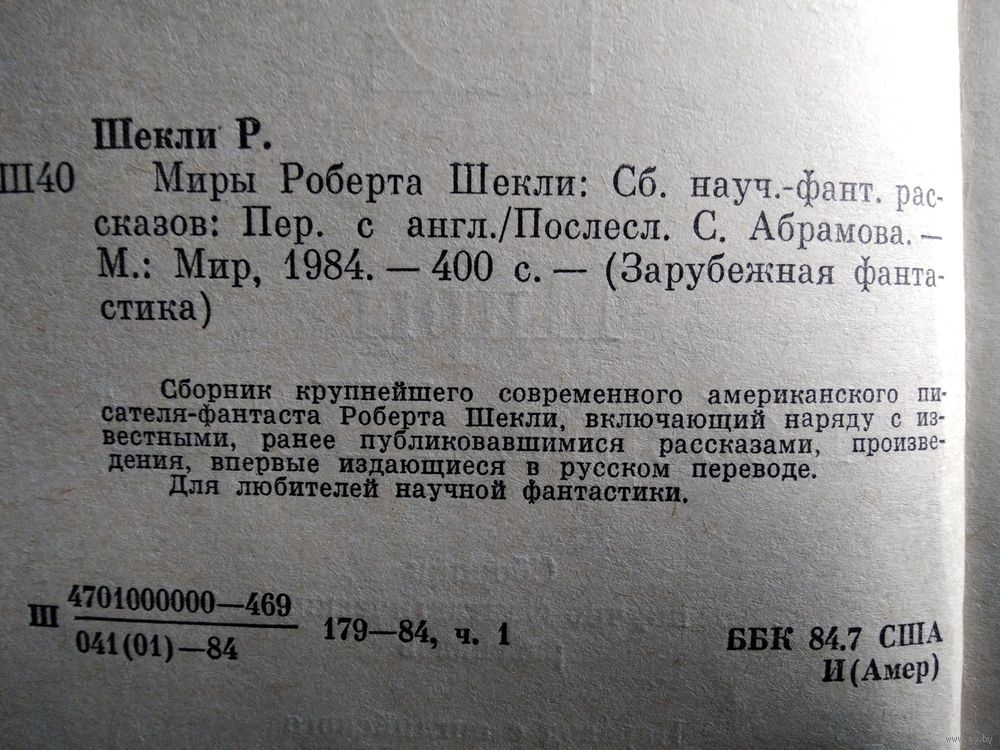 Шекли Р.
Ш40 Миры Роберта Шекли: Сб. науч.-фант. рас-
сказов: Пер. с англ./Послесл. С. Абрамова. —
М.: Мир, 1984. — 400 с. — (Зарубежная фанта-
стика)
Сборник крупнейшего современного американского пи-
сателя-фантаста Роберта Шекли, включающий наряду с из-
вестными, ранее публиковавшимися рассказами, произве-
дения, впервые издающиеся в русском переводе.
Для любителей научной фантастики.
4701000000—469
Ш 179—84, ч. 1
041(01)—84
ББК 84.7 США
И(Амер)
www.ay.by